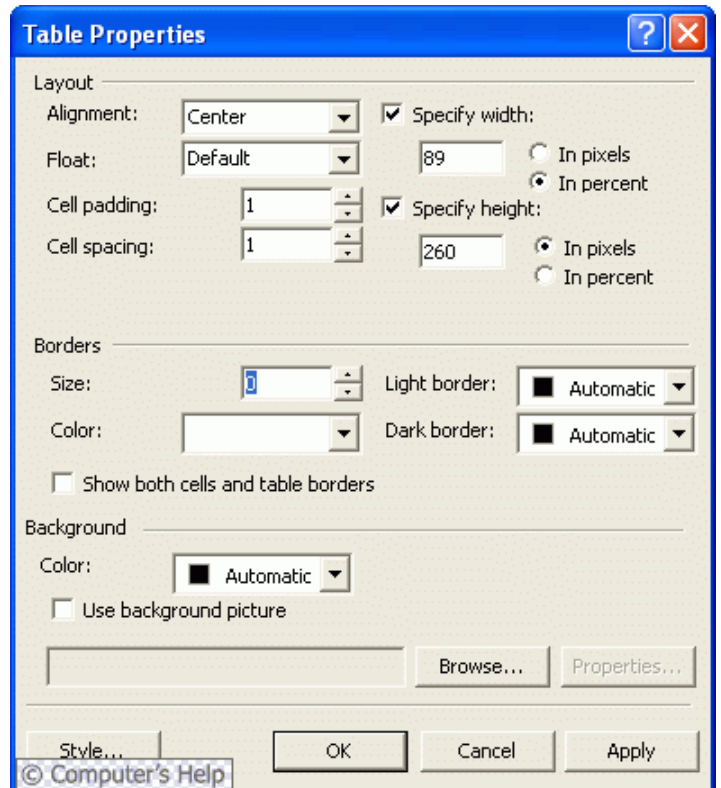 Table Properties
Layout
Alignment: Center Specify width:
Float: Default 89 In pixels
In percent
Cell padding: 1 Specify height:
Cell spacing: 1 260 In pixels
In percent
Borders
Size: 0 Light border: Automatic
Color: Dark border: Automatic
Show both cells and table borders
Background
Color: Automatic
Use background picture
Browse... Properties...
Style... OK Cancel Apply
© Computer's Help